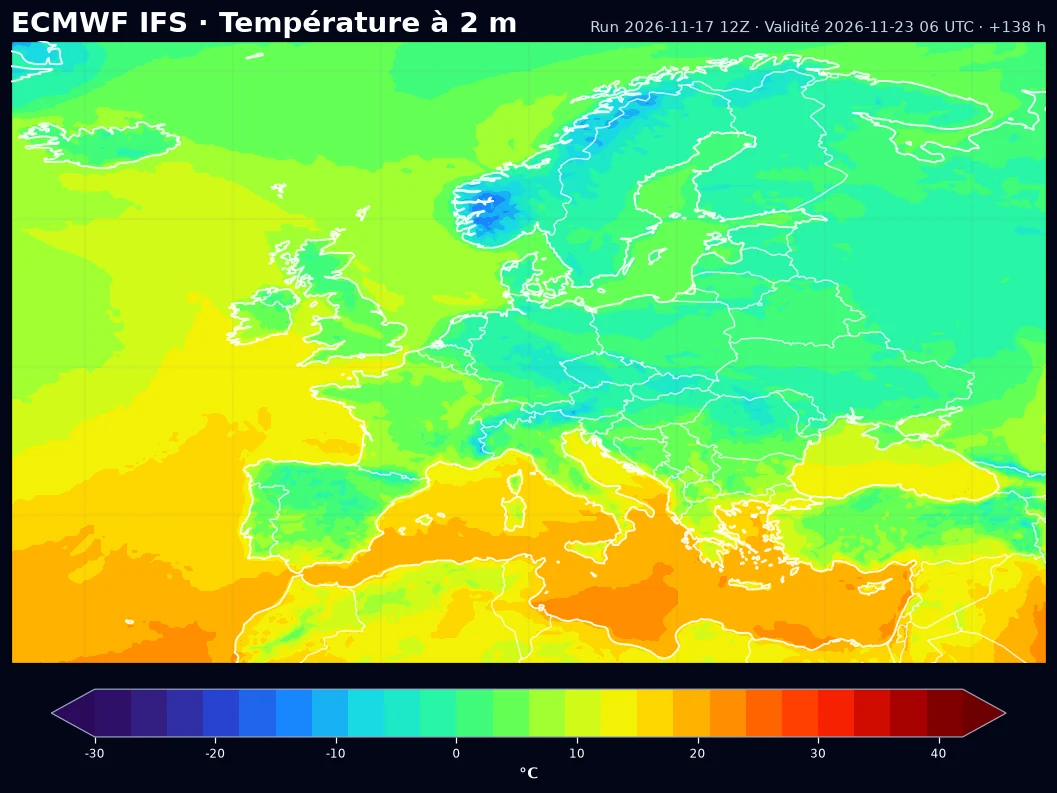 ECMWF IFS · Température à 2 m
Run 2026-11-17 12Z · Validité 2026-11-23 06 UTC · +138 h
-30 -20 -10 0 10 20 30 40
°C